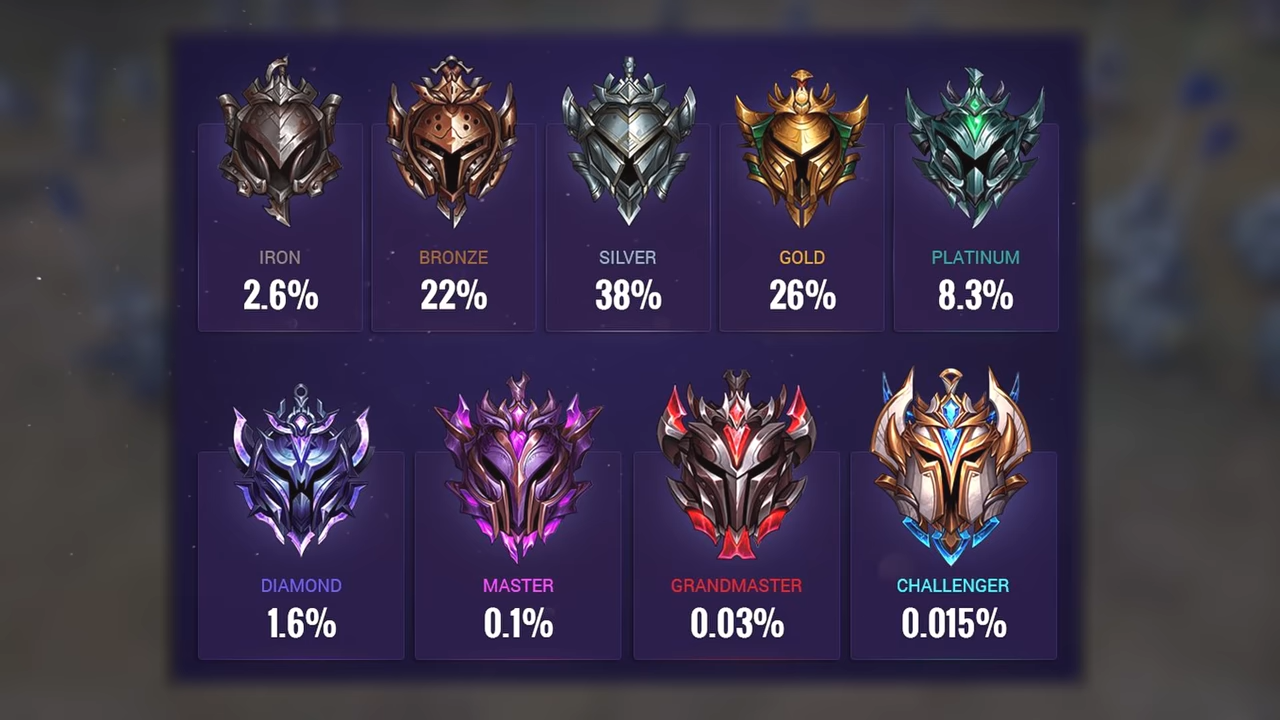 IRON
2.6%
BRONZE
22%
SILVER
38%
GOLD
26%
PLATINUM
8.3%
DIAMOND
1.6%
MASTER
0.1%
GRANDMASTER
0.03%
CHALLENGER
0.015%